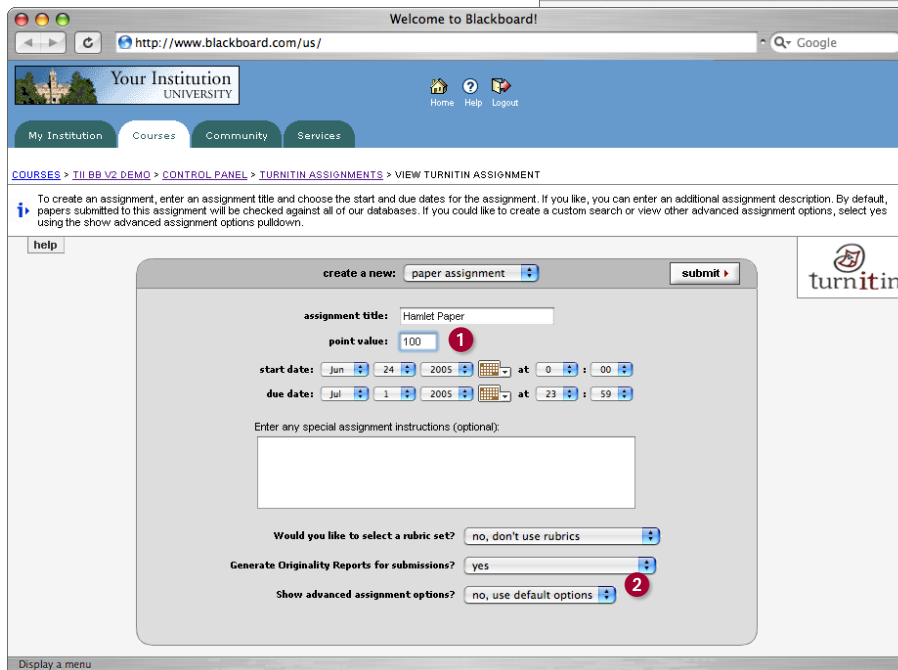 Welcome to Blackboard!
http://www.blackboard.com/us/
Google
Your Institution
UNIVERSITY
Home Help Logout
My Institution Courses Community Services
COURSES > TII BB V2 DEMO > CONTROL PANEL > TURNITIN ASSIGNMENTS > VIEW TURNITIN ASSIGNMENT
To create an assignment, enter an assignment title and choose the start and due dates for the assignment. If you like, you can enter an additional assignment description. By default,
papers submitted to this assignment will be checked against all of our databases. If you could like to create a custom search or view other advanced assignment options, select yes
using the show advanced assignment options pulldown.
help
turnitin
create a new: paper assignment submit
assignment title: Hamlet Paper
point value: 100 1
start date: Jun 24 2005 at 0 : 00
due date: Jul 1 2005 at 23 : 59
Enter any special assignment instructions (optional):
Would you like to select a rubric set? no, don't use rubrics
Generate Originality Reports for submissions? yes
2
Show advanced assignment options? no, use default options
Display a menu